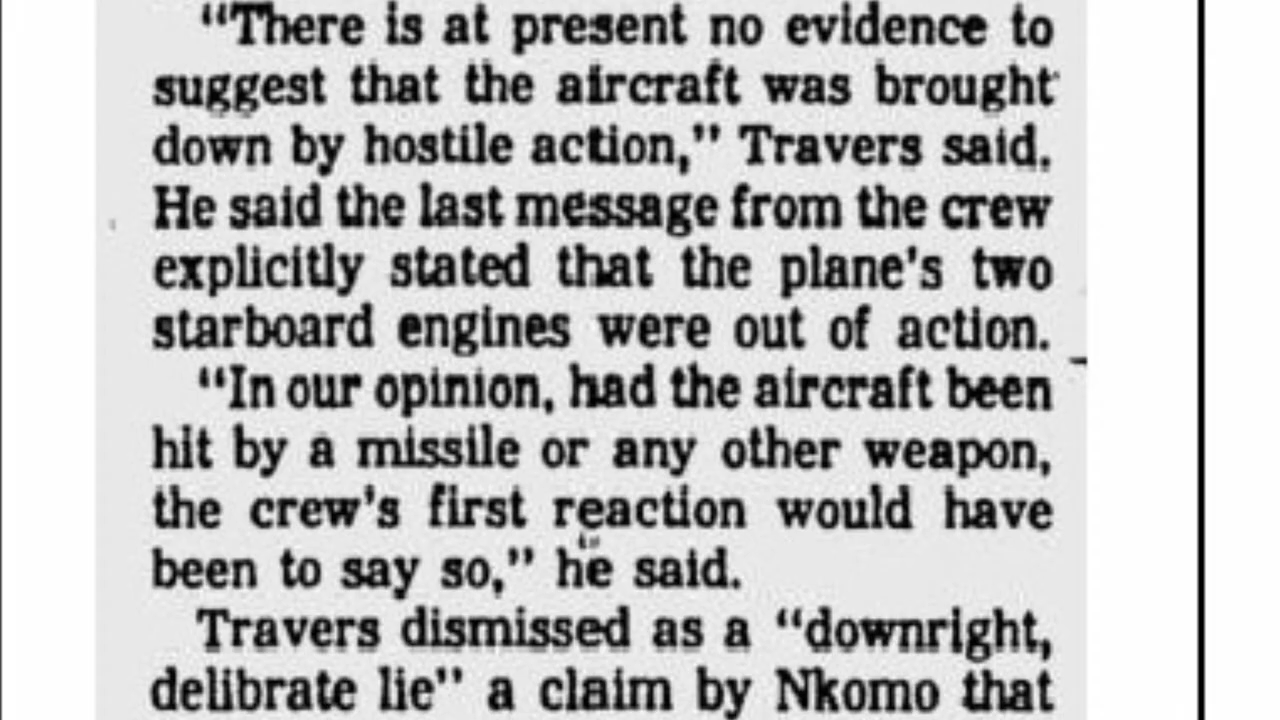 “There is at present no evidence to
suggest that the aircraft was brought
down by hostile action,” Travers said.
He said the last message from the crew
explicitly stated that the plane's two
starboard engines were out of action.
“In our opinion, had the aircraft been
hit by a missile or any other weapon,
the crew's first reaction would have
been to say so,” he said.
Travers dismissed as a “downright,
delibrate lie” a claim by Nkomo that